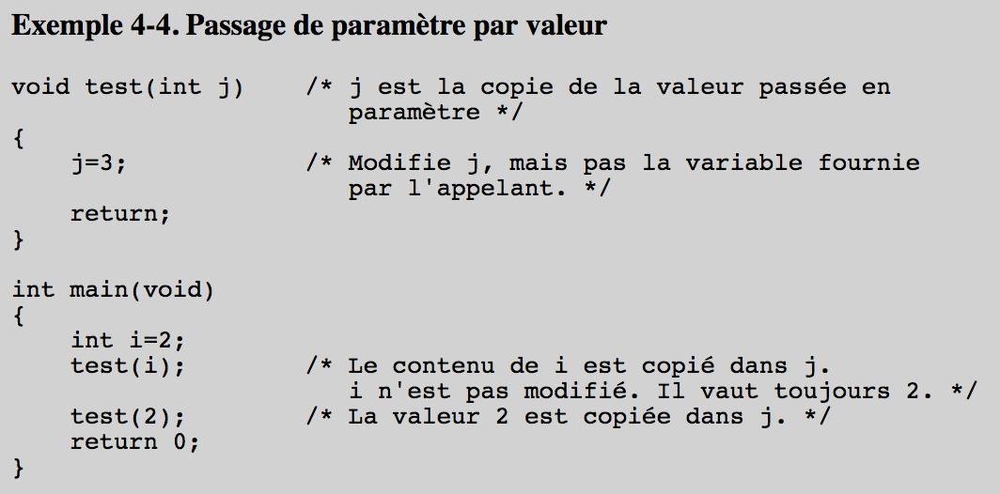 Exemple 4-4. Passage de paramètre par valeur
void test(int j)    /* j est la copie de la valeur passée en
                       paramètre */
{
    j=3;            /* Modifie j, mais pas la variable fournie
                       par l'appelant. */
    return;
}
int main(void)
{
    int i=2;
    test(i);        /* Le contenu de i est copié dans j.
                       i n'est pas modifié. Il vaut toujours 2. */
    test(2);        /* La valeur 2 est copiée dans j. */
    return 0;
}